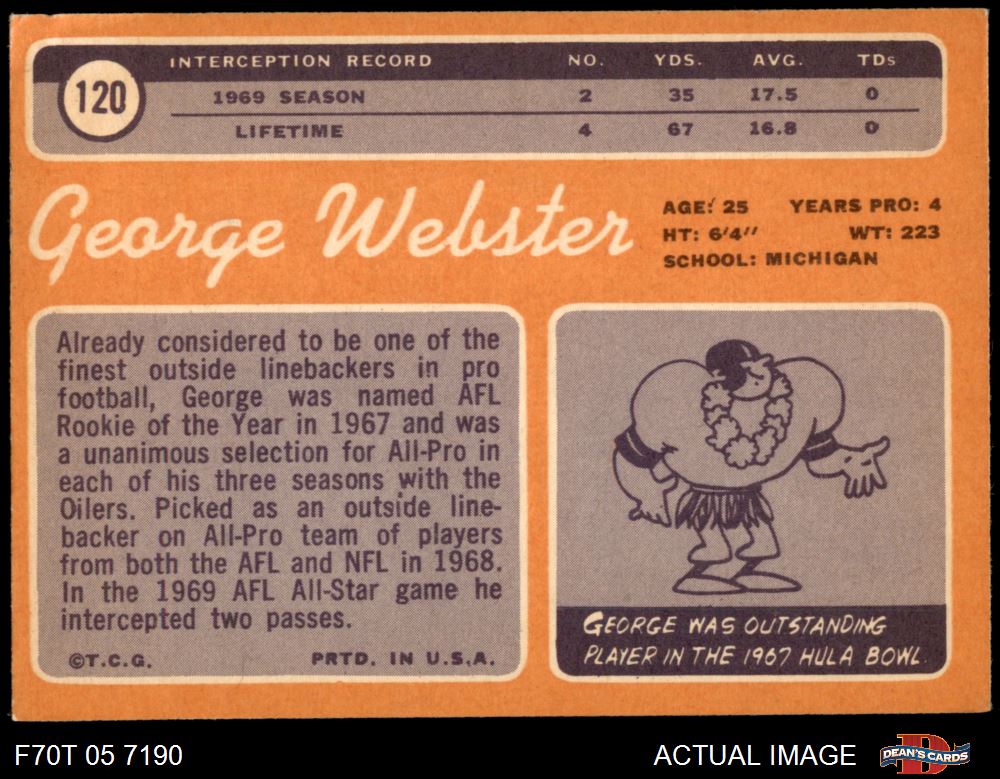 120
INTERCEPTION RECORD NO. YDS. AVG. TDs
1969 SEASON 2 35 17.5 0
LIFETIME 4 67 16.8 0
George Webster
AGE: 25 YEARS PRO: 4
HT: 6'4" WT: 223
SCHOOL: MICHIGAN
Already considered to be one of the
finest outside linebackers in pro
football, George was named AFL
Rookie of the Year in 1967 and was
a unanimous selection for All-Pro in
each of his three seasons with the
Oilers. Picked as an outside line-
backer on All-Pro team of players
from both the AFL and NFL in 1968.
In the 1969 AFL All-Star game he
intercepted two passes.
©T.C.G. PRTD. IN U.S.A.
GEORGE WAS OUTSTANDING
PLAYER IN THE 1967 HULA BOWL.
F70T 05 7190 ACTUAL IMAGE
D
DEAN'S CARDS